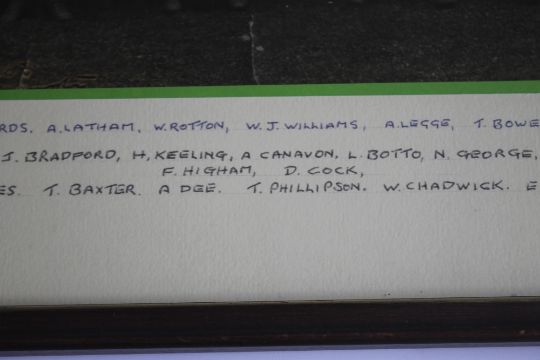 RDS. A.LATHAM, W.ROTTON, W.J.WILLIAMS, A.LEGGE, T.BOWE
J. BRADFORD, H, KEELING, A CANAVON. L.BOTTO, N. GEORGE,
F. HIGHAM, D. COCK,
ES. T. BAXTER. A DEE. T. PHILLIPSON. W.CHADWICK. E